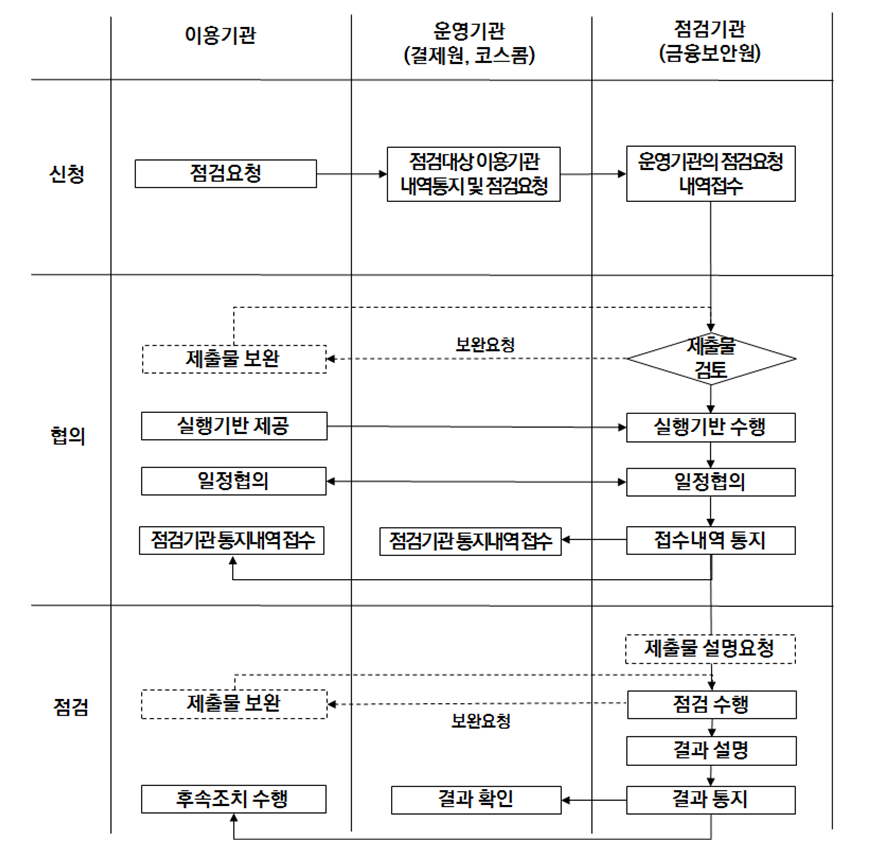 이용기관
운영기관
(결제원, 코스콤)
점검기관
(금융보안원)
신청
점검요청
점검대상 이용기관
내역통지 및 점검요청
운영기관의 점검요청
내역접수
협의
제출물
검토
보완요청
제출물 보완
실행기반 제공
실행기반 수행
일정협의
일정협의
점검기관 통지내역 접수
점검기관 통지내역 접수
접수내역 통지
점검
제출물 설명요청
제출물 보완
보완요청
점검 수행
결과 설명
후속조치 수행
결과 확인
결과 통지